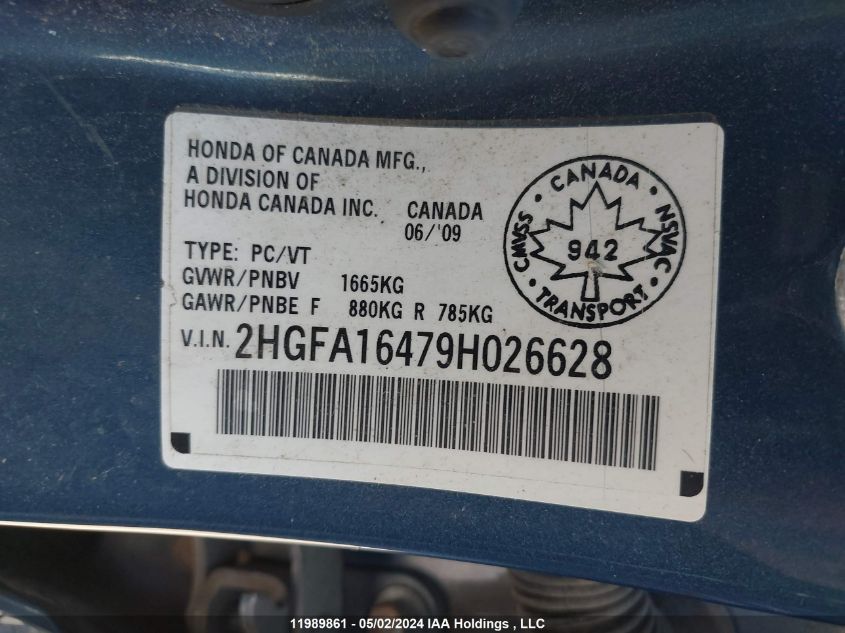 HONDA OF CANADA MFG.,
A DIVISION OF
HONDA CANADA INC. CANADA
06/'09
TYPE: PC/VT
GVWR/PNBV 1665KG
GAWR/PNBE F 880KG R 785KG
V.I.N. 2HGFA16479H026628
CANADA
CMVSS 942 NSVAC
TRANSPORT
11989861 - 05/02/2024 IAA Holdings , LLC